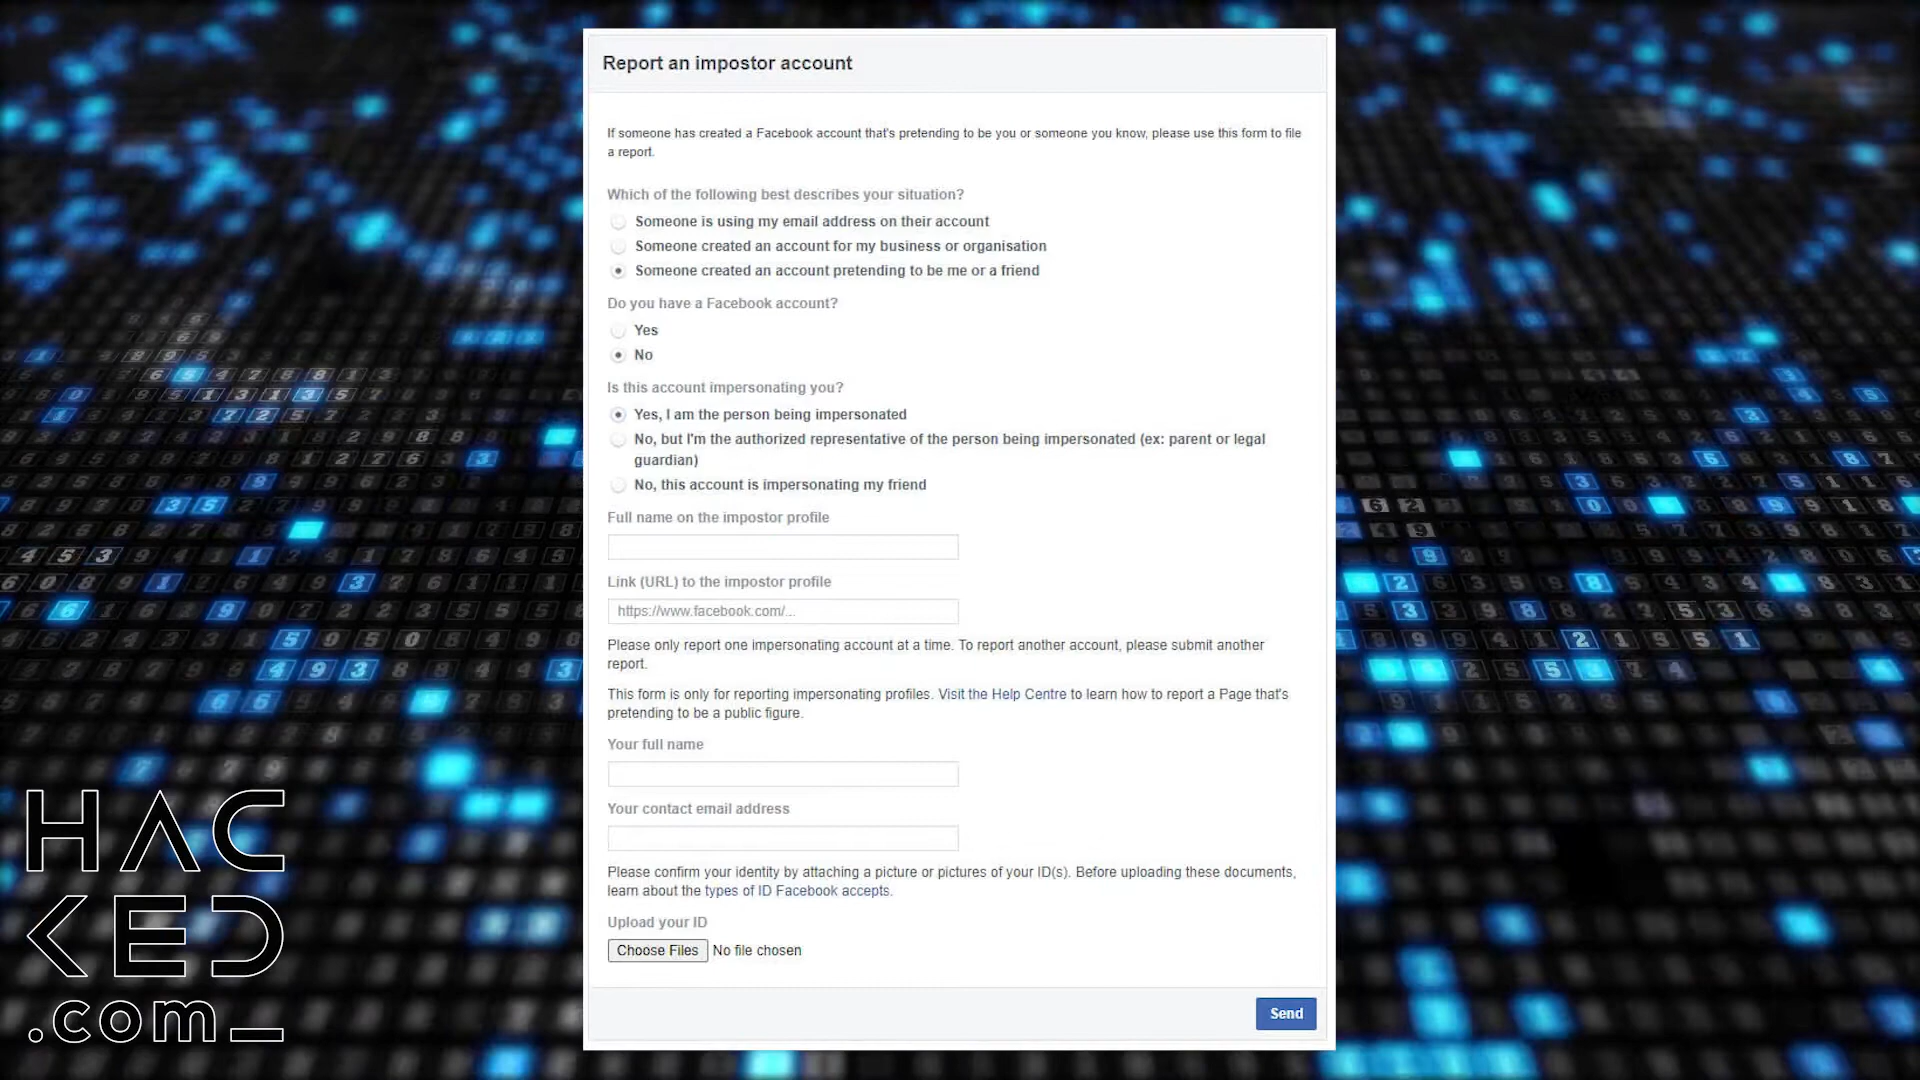 Report an impostor account
If someone has created a Facebook account that's pretending to be you or someone you know, please use this form to file
a report.
Which of the following best describes your situation?
Someone is using my email address on their account
Someone created an account for my business or organisation
Someone created an account pretending to be me or a friend
Do you have a Facebook account?
Yes
No
Is this account impersonating you?
Yes, I am the person being impersonated
No, but I'm the authorized representative of the person being impersonated (ex: parent or legal
guardian)
No, this account is impersonating my friend
Full name on the impostor profile
Link (URL) to the impostor profile
https://www.facebook.com/...
Please only report one impersonating account at a time. To report another account, please submit another
report.
This form is only for reporting impersonating profiles. Visit the Help Centre to learn how to report a Page that's
pretending to be a public figure.
Your full name
Your contact email address
Please confirm your identity by attaching a picture or pictures of your ID(s). Before uploading these documents,
learn about the types of ID Facebook accepts.
Upload your ID
Choose Files No file chosen
Send
HAC
KED
.com_